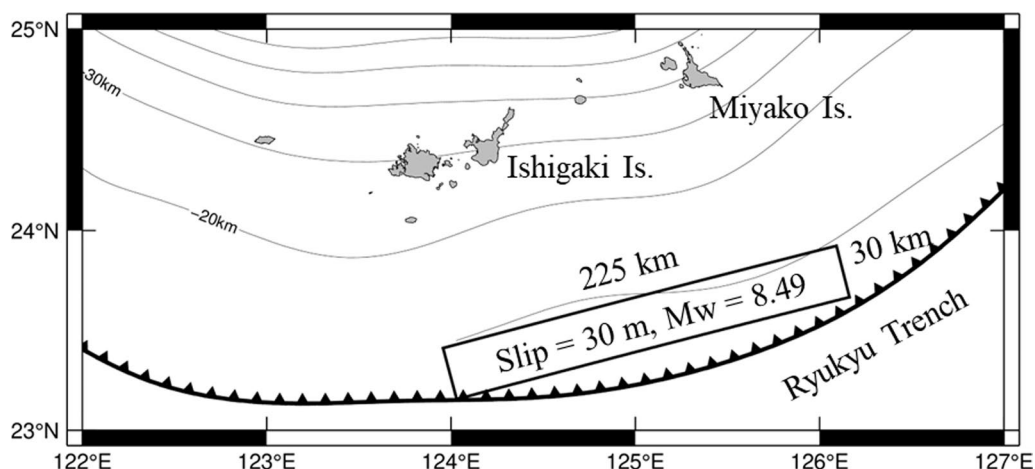 25°N
-30km
Miyako Is.
Ishigaki Is.
-20km
24°N
225 km
30 km
Slip = 30 m, Mw = 8.49
Ryukyu Trench
23°N
122°E 123°E 124°E 125°E 126°E 127°E